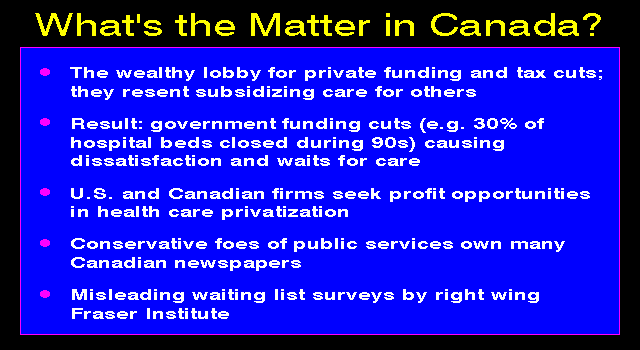 What's the Matter in Canada?
The wealthy lobby for private funding and tax cuts;
they resent subsidizing care for others
Result: government funding cuts (e.g. 30% of
hospital beds closed during 90s) causing
dissatisfaction and waits for care
U.S. and Canadian firms seek profit opportunities
in health care privatization
Conservative foes of public services own many
Canadian newspapers
Misleading waiting list surveys by right wing
Fraser Institute